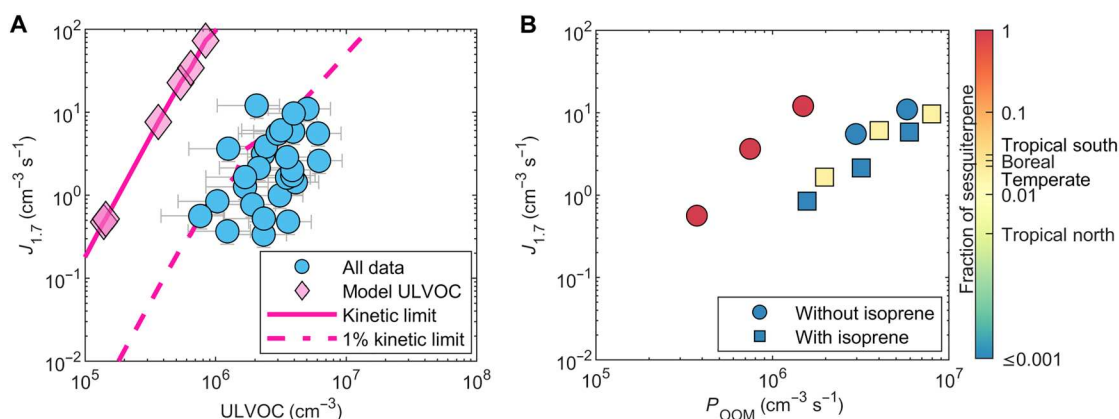 A
10²
10¹
10⁰
10⁻¹
10⁻²
J₁.₇ (cm⁻³ s⁻¹)
10⁵
10⁶
10⁷
10⁸
ULVOC (cm⁻³)
All data
Model ULVOC
Kinetic limit
1% kinetic limit
B
10²
10¹
10⁰
10⁻¹
10⁻²
J₁.₇ (cm⁻³ s⁻¹)
10⁵
10⁶
10⁷
P_OOM (cm⁻³ s⁻¹)
Without isoprene
With isoprene
Fraction of sesquiterpene
1
0.1
Tropical south
Boreal
Temperate
0.01
Tropical north
≤0.001